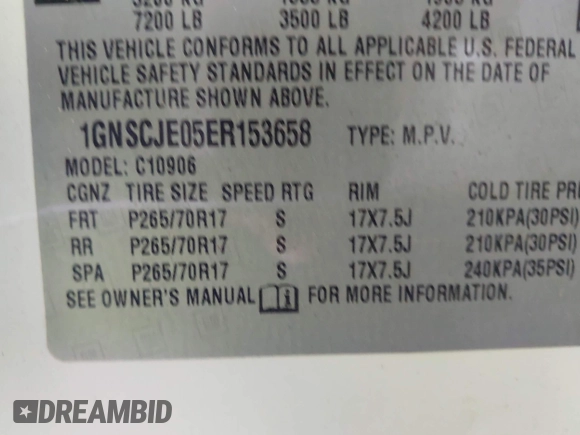 7200 LB 3500 LB 4200 LB
THIS VEHICLE CONFORMS TO ALL APPLICABLE U.S. FEDERAL
VEHICLE SAFETY STANDARDS IN EFFECT ON THE DATE OF
MANUFACTURE SHOWN ABOVE.
1GNSCJE05ER153658 TYPE: M.P.V.
MODEL: C10906
CGNZ TIRE SIZE SPEED RTG RIM COLD TIRE PRE
FRT P265/70R17 S 17X7.5J 210KPA(30PSI)
RR P265/70R17 S 17X7.5J 210KPA(30PSI)
SPA P265/70R17 S 17X7.5J 240KPA(35PSI)
SEE OWNER'S MANUAL FOR MORE INFORMATION.
DREAMBID